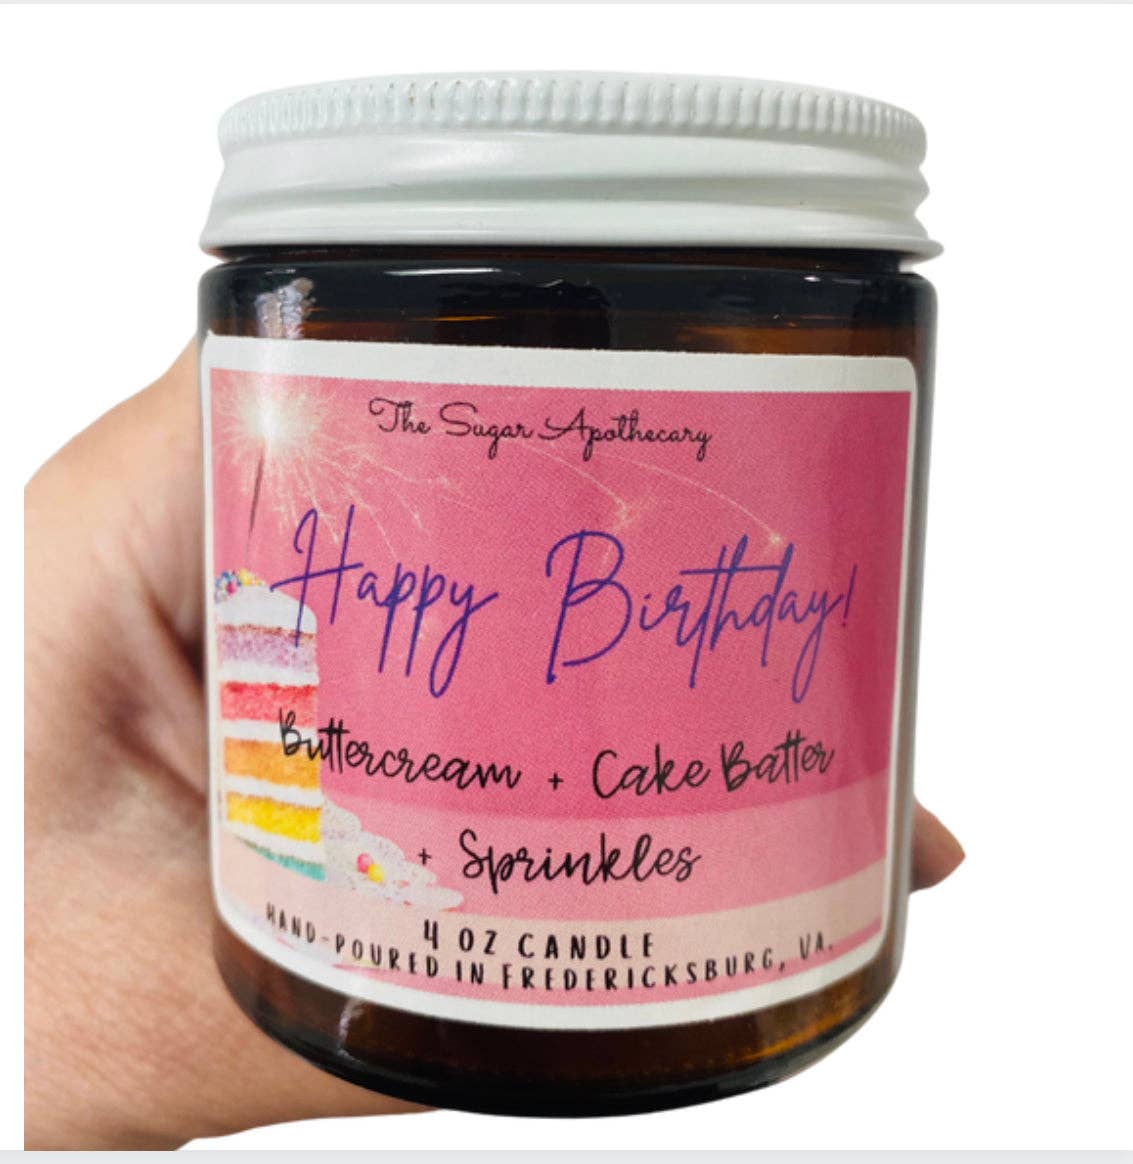 The Sugar Apothecary
Happy Birthday!
Buttercream + Cake Batter
+ Sprinkles
4 OZ CANDLE
HAND-POURED IN FREDERICKSBURG, VA.